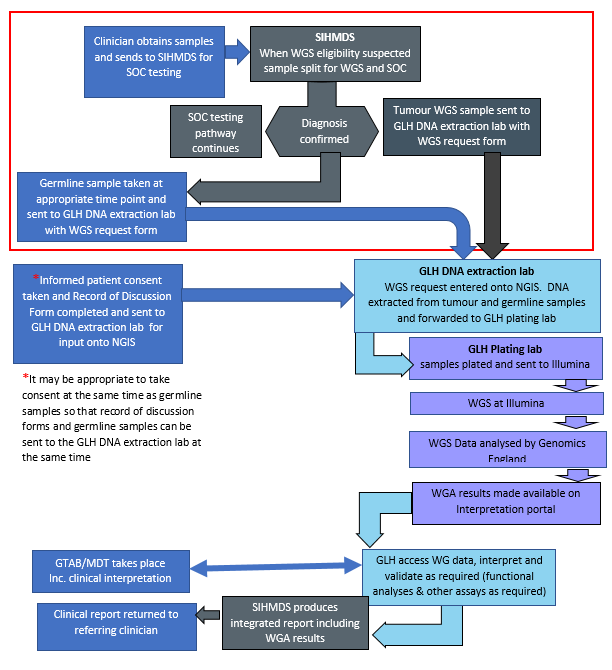 Clinician obtains samples
and sends to SIHMDS for
SOC testing
SIHMDS
When WGS eligibility suspected
sample split for WGS and SOC
SOC testing
pathway
continues
Diagnosis
confirmed
Tumour WGS sample sent to
GLH DNA extraction lab with
WGS request form
Germline sample taken at
appropriate time point and
sent to GLH DNA extraction lab
with WGS request form
GLH DNA extraction lab
WGS request entered onto NGIS. DNA
extracted from tumour and germline samples
and forwarded to GLH plating lab
*Informed patient consent
taken and Record of Discussion
Form completed and sent to
GLH DNA extraction lab for
input onto NGIS
GLH Plating lab
samples plated and sent to Illumina
*It may be appropriate to take
consent at the same time as germline
samples so that record of discussion
forms and germline samples can be
sent to the GLH DNA extraction lab at
the same time
WGS at Illumina
WGS Data analysed by Genomics
England
WGA results made available on
Interpretation portal
GTAB/MDT takes place
Inc. clinical interpretation
GLH access WG data, interpret and
validate as required (functional
analyses & other assays as required)
SIHMDS produces
integrated report including
WGA results
Clinical report returned to
referring clinician